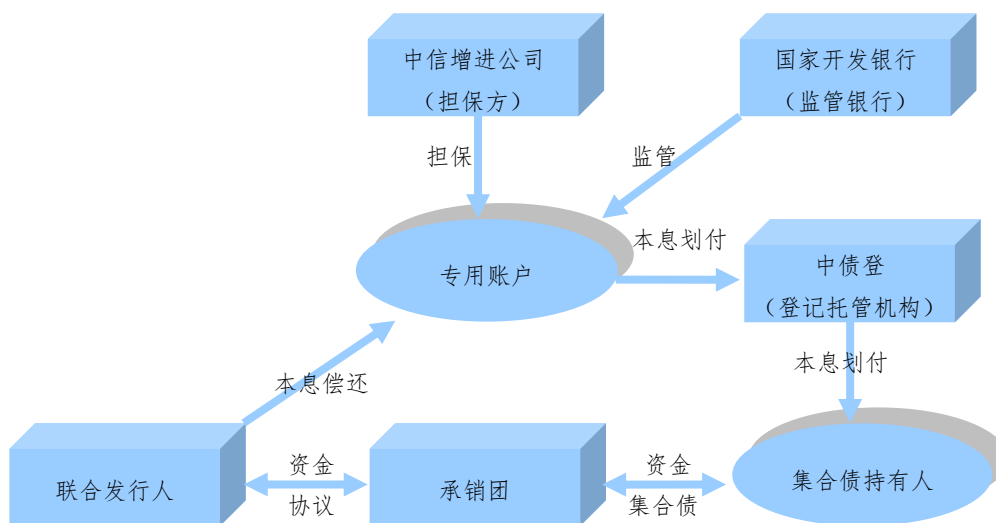 中信增进公司
（担保方）
国家开发银行
（监管银行）
担保
监管
本息划付
专用账户
中债登
（登记托管机构）
本息划付
本息偿还
联合发行人
资金
协议
承销团
资金
集合债
集合债持有人